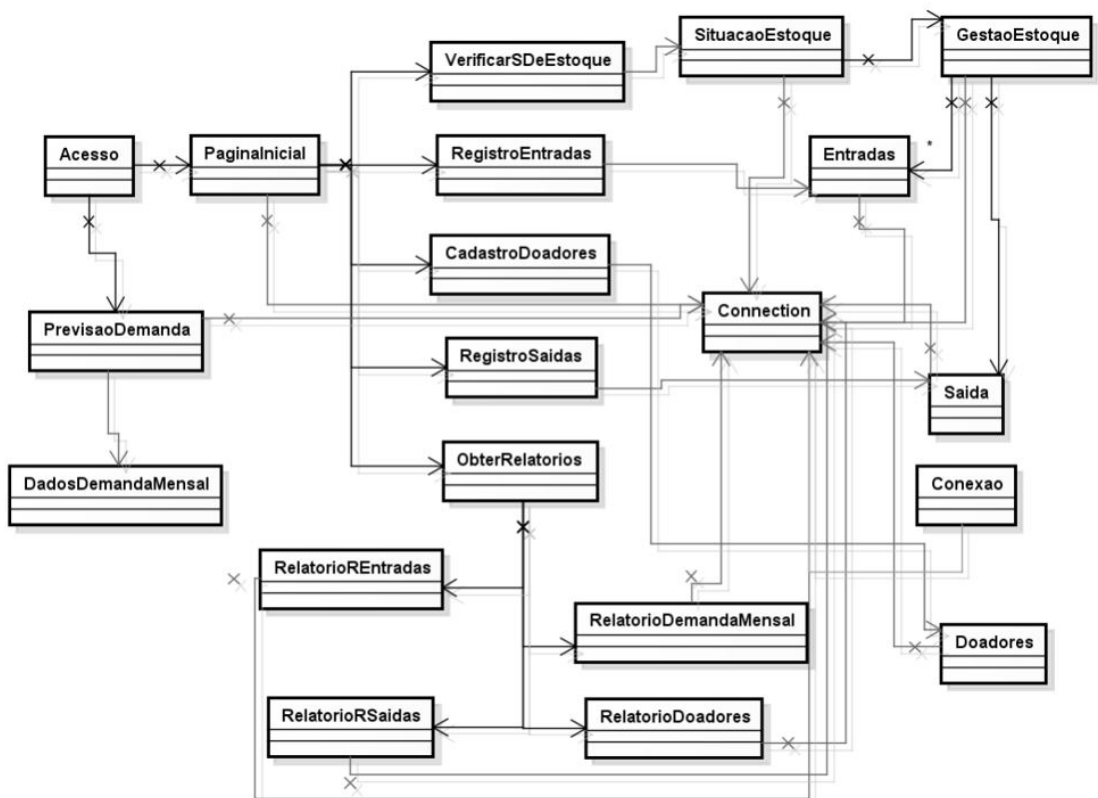 SituacaoEstoque
GestaoEstoque
VerificarSDeEstoque
Acesso
PaginaInicial
RegistroEntradas
Entradas
*
CadastroDoadores
PrevisaoDemanda
Connection
RegistroSaidas
Saida
DadosDemandaMensal
ObterRelatorios
Conexao
RelatorioREntradas
RelatorioDemandaMensal
Doadores
RelatorioRSaidas
RelatorioDoadores